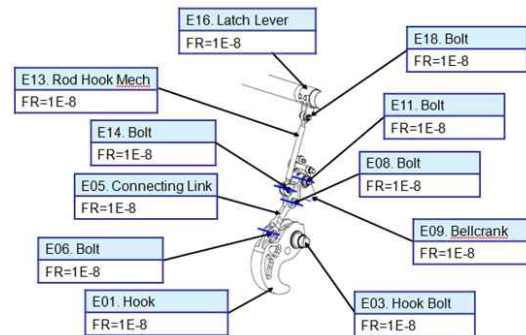 E16. Latch Lever
FR=1E-8
E18. Bolt
FR=1E-8
E13. Rod Hook Mech
FR=1E-8
E11. Bolt
FR=1E-8
E14. Bolt
FR=1E-8
E08. Bolt
FR=1E-8
E05. Connecting Link
FR=1E-8
E09. Bellcrank
FR=1E-8
E06. Bolt
FR=1E-8
E01. Hook
FR=1E-8
E03. Hook Bolt
FR=1E-8